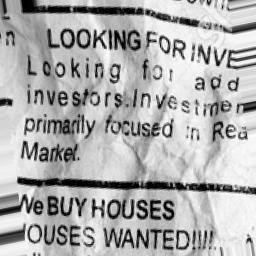 LOOKING FOR INVE
Looking for add
investors.Investmen
primarily focused in Rea
Market.
We BUY HOUSES
OUSES WANTED!!!!